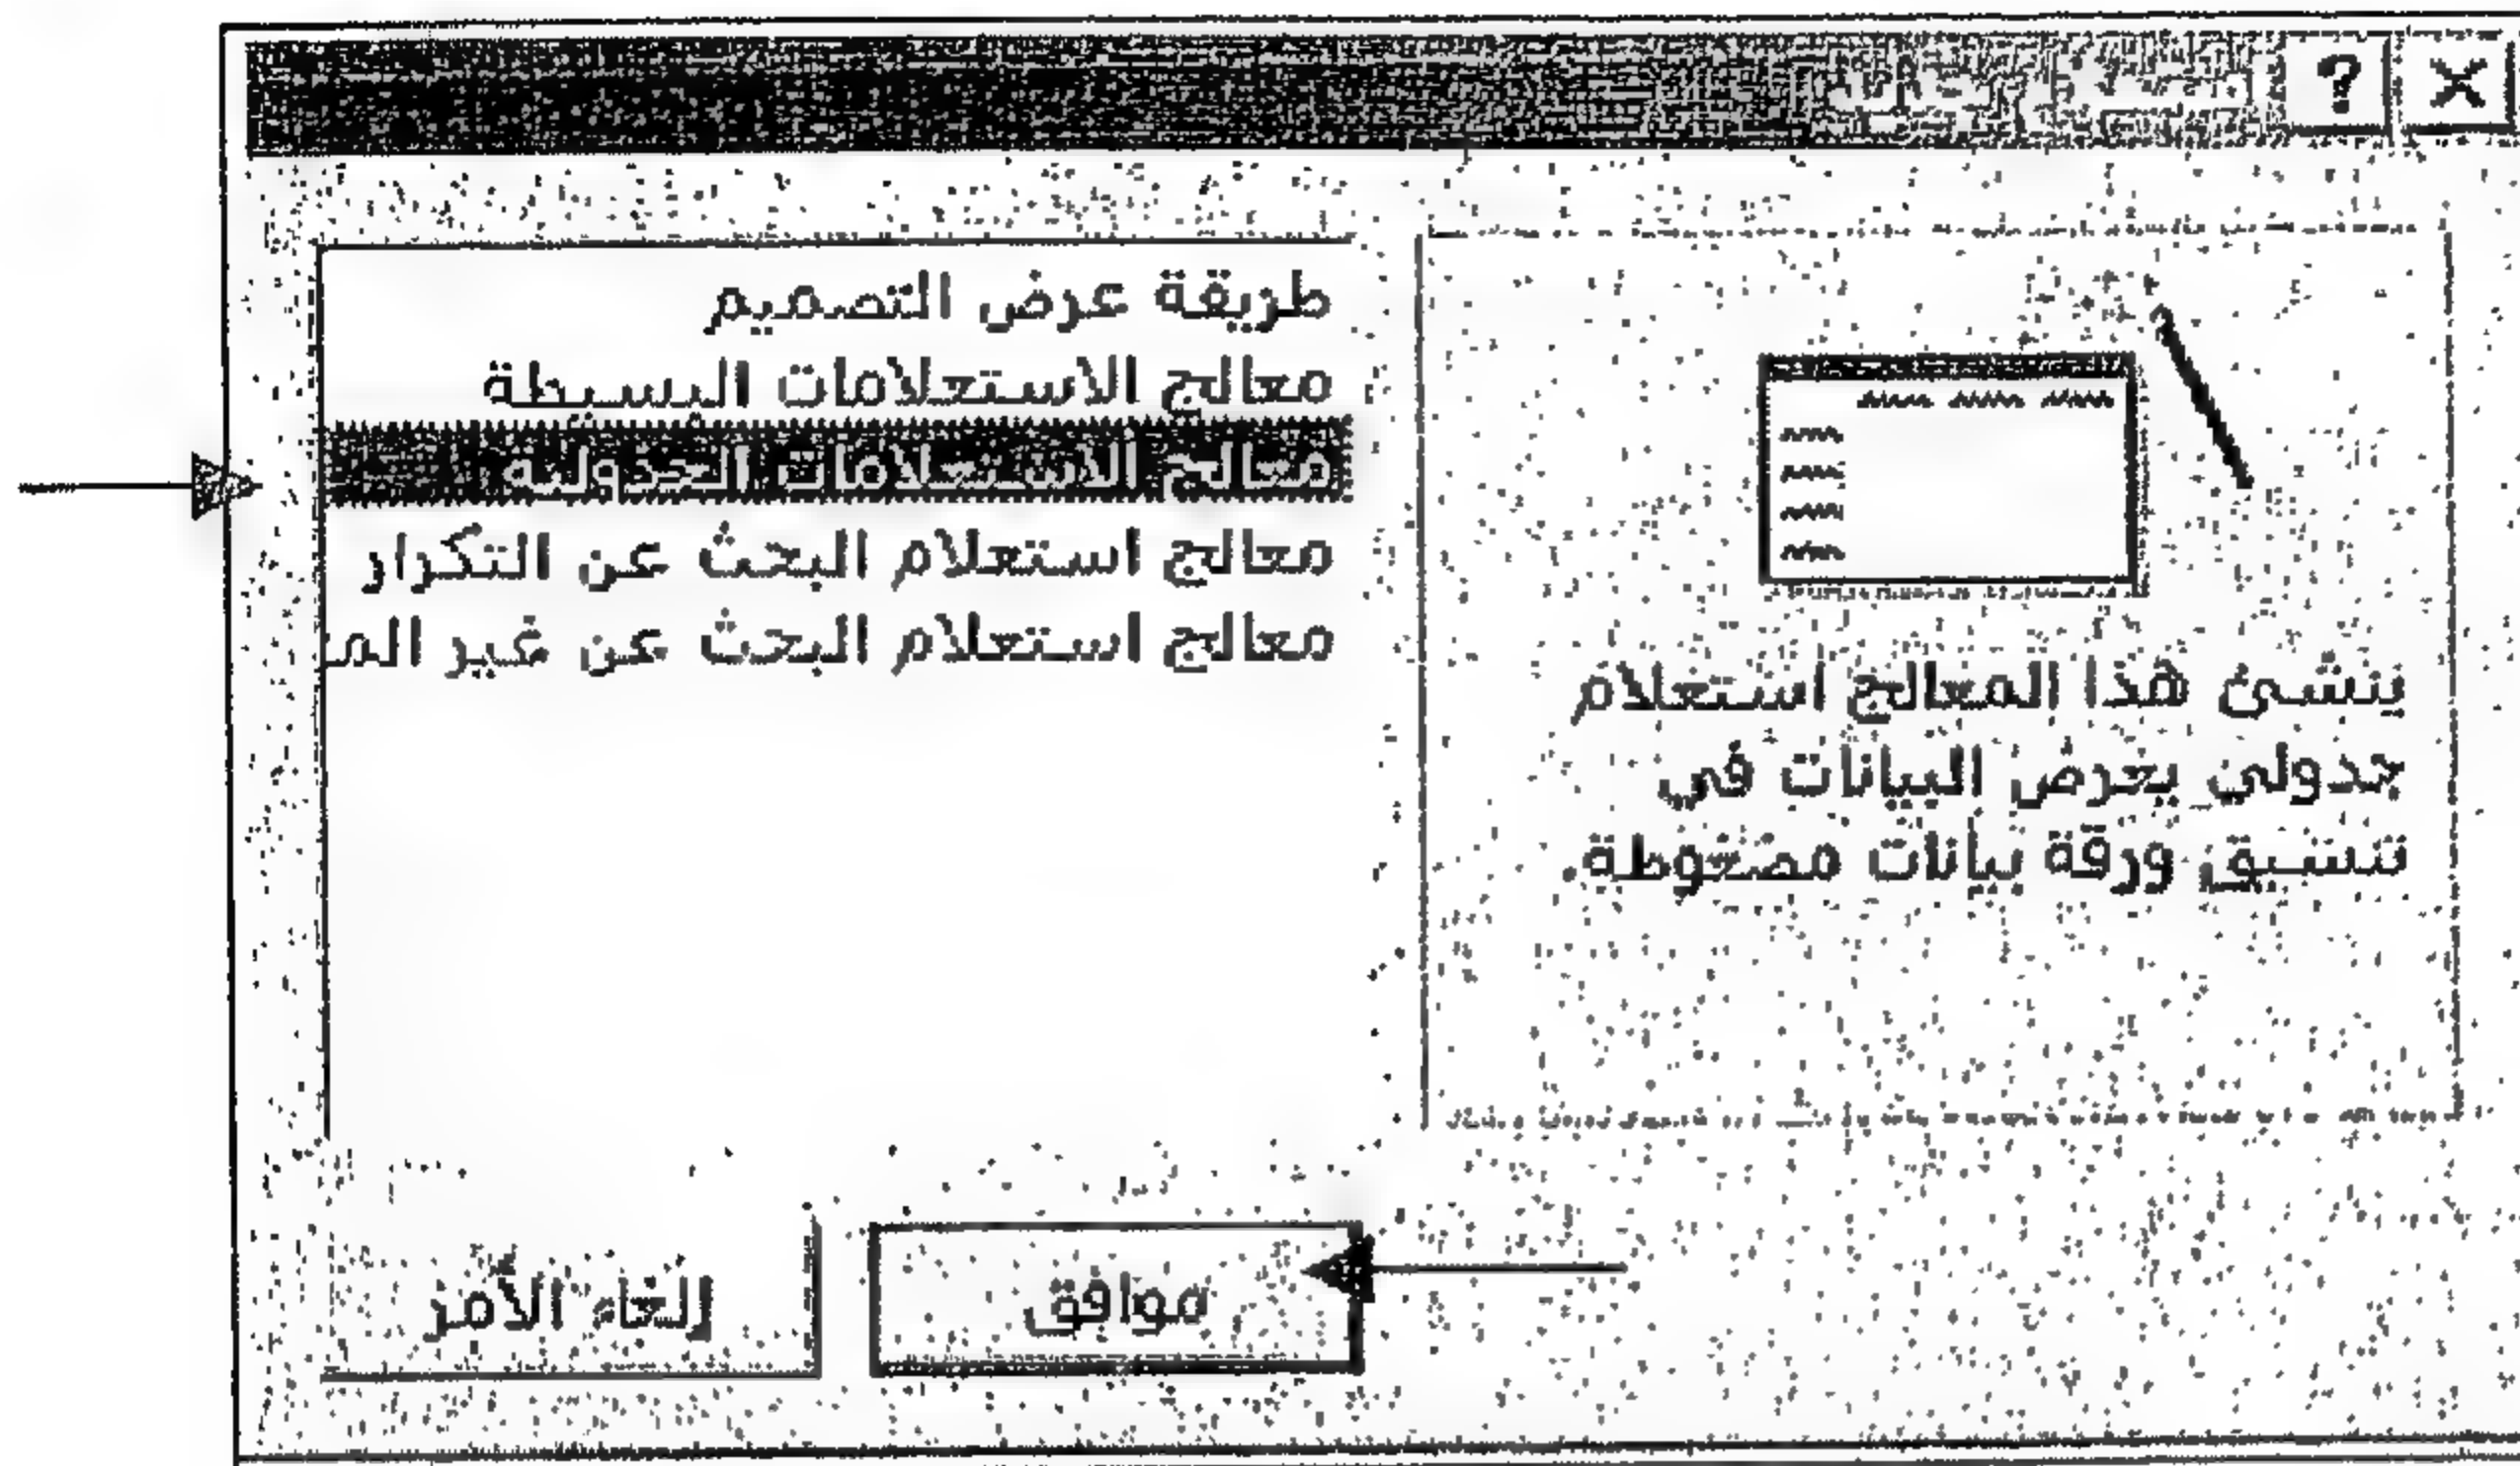 طريقة عرض التصميم
معالج الاستعلامات البسيطة
معالج الاستعلامات الجدولية
معالج استعلام البحث عن التكرار
معالج استعلام البحث عن غير المـ
ينشئ هذا المعالج استعلام
جدولي يعرض البيانات في
تنسيق ورقة بيانات مضغوطة.
موافق
إلغاء الأمر